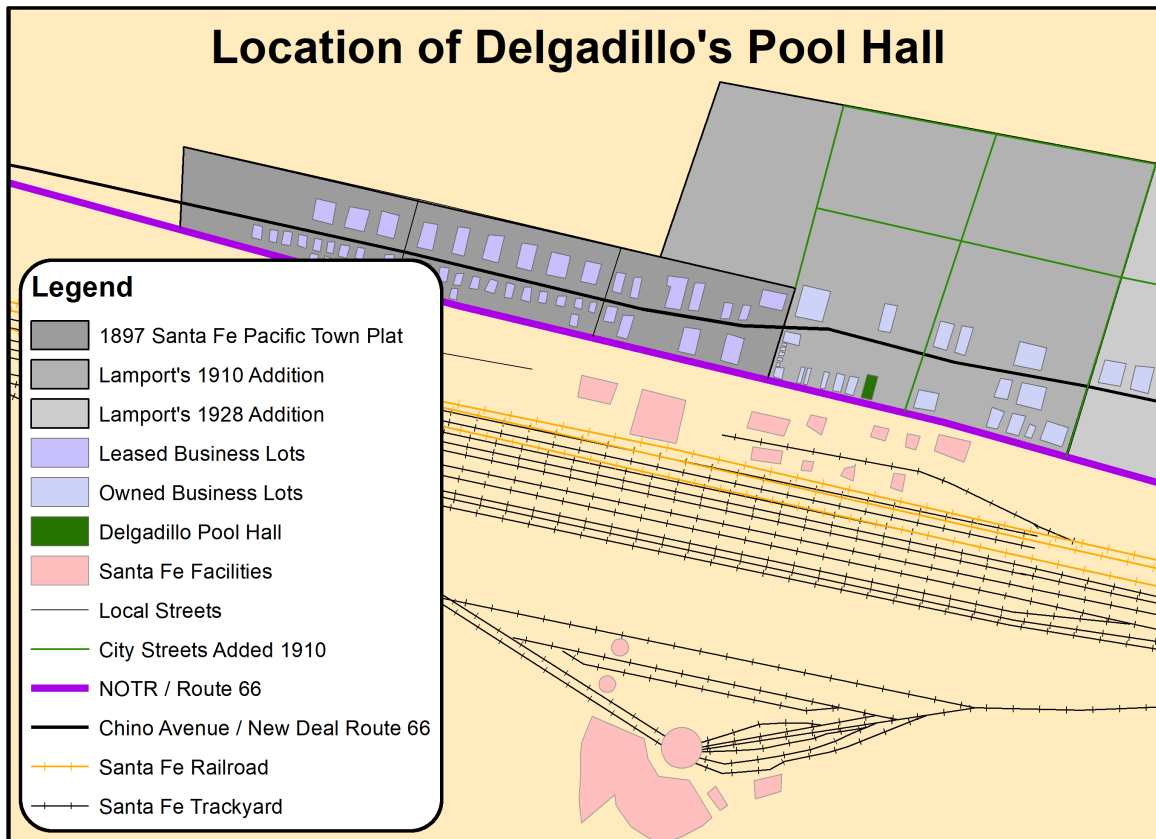 Location of Delgadillo's Pool Hall
Legend
1897 Santa Fe Pacific Town Plat
Lamport's 1910 Addition
Lamport's 1928 Addition
Leased Business Lots
Owned Business Lots
Delgadillo Pool Hall
Santa Fe Facilities
Local Streets
City Streets Added 1910
NOTR / Route 66
Chino Avenue / New Deal Route 66
Santa Fe Railroad
Santa Fe Trackyard